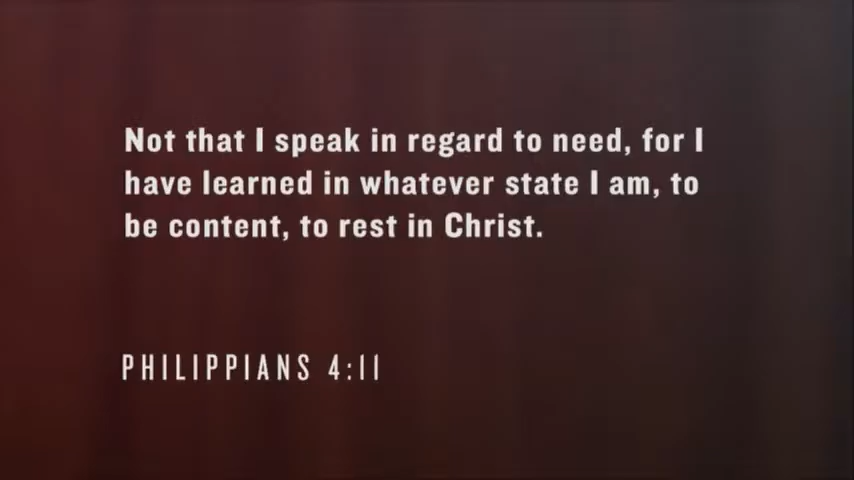 Not that I speak in regard to need, for I
have learned in whatever state I am, to
be content, to rest in Christ.
PHILIPPIANS 4:11